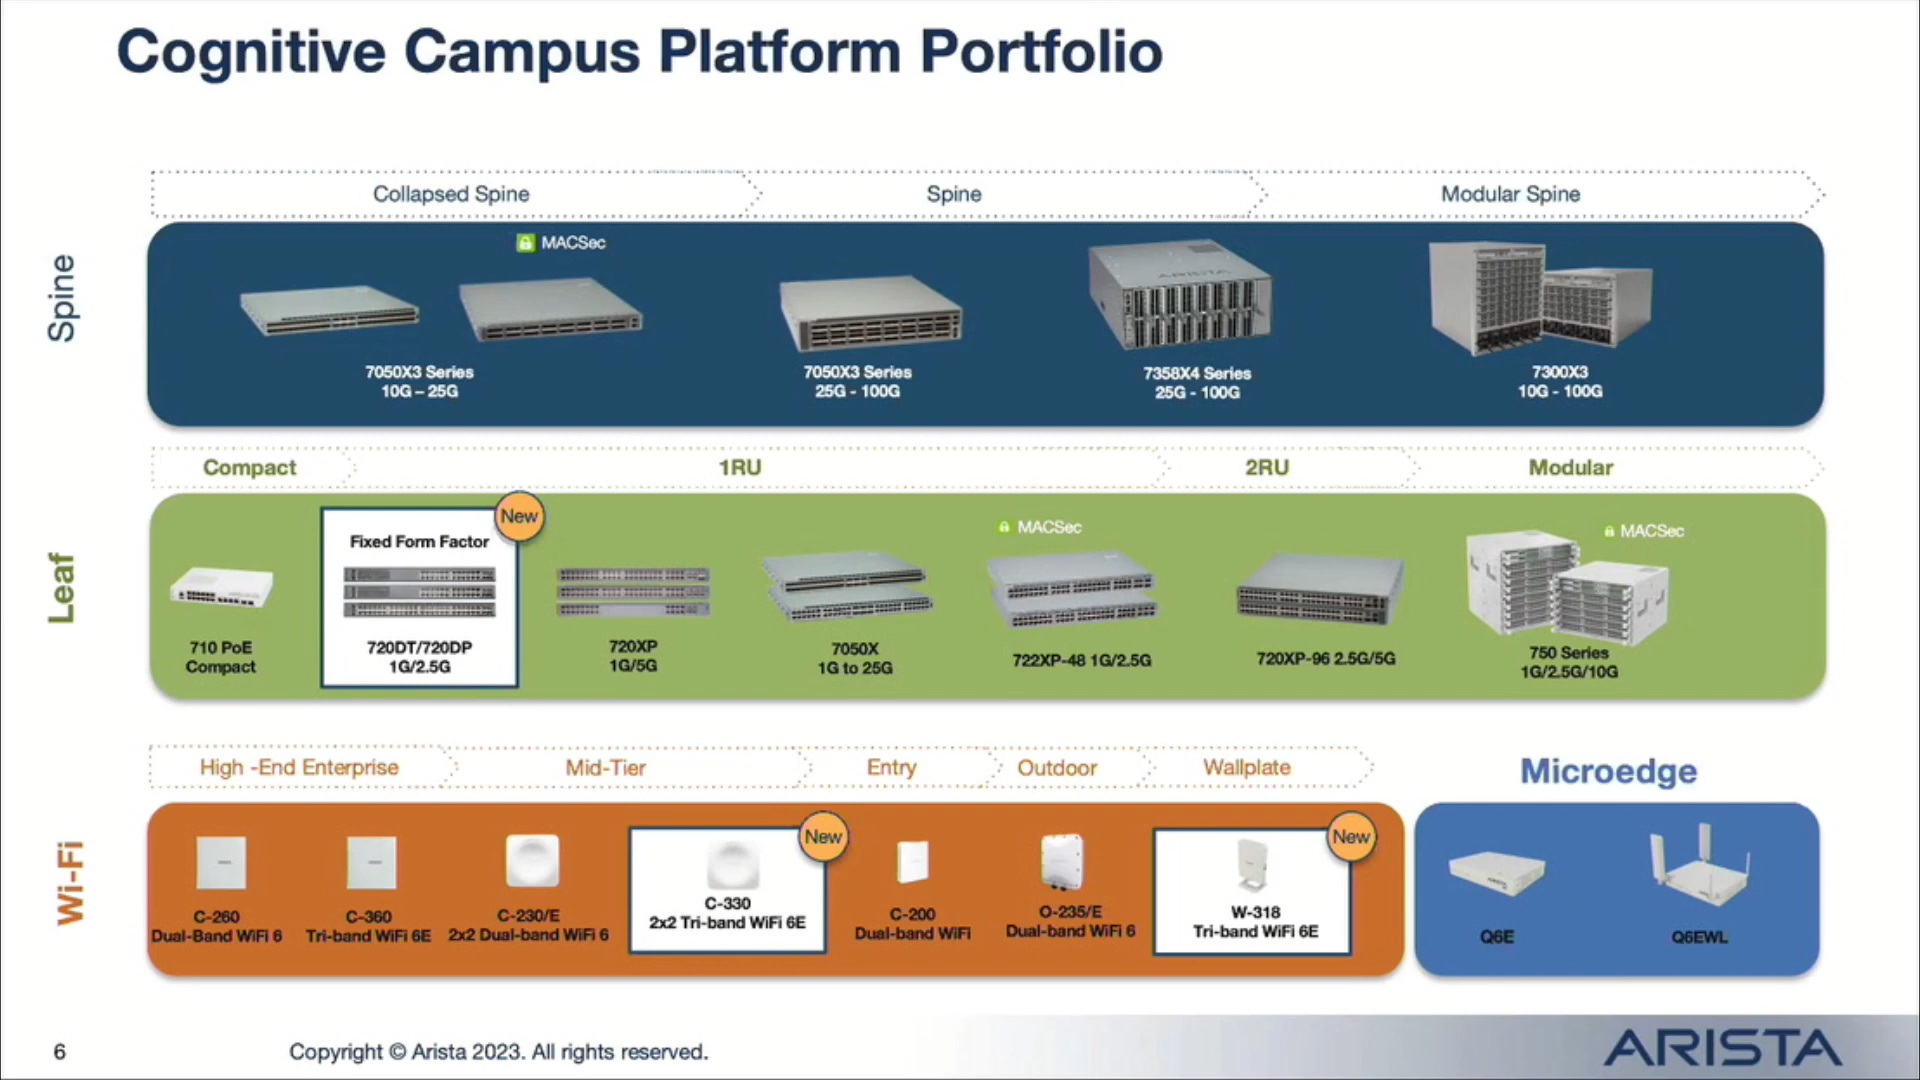 Cognitive Campus Platform Portfolio
Collapsed Spine
Spine
Modular Spine
Spine
MACSec
ARISTA
7050X3 Series
10G – 25G
7050X3 Series
25G - 100G
7358X4 Series
25G - 100G
7300X3
10G - 100G
Compact
1RU
2RU
Modular
Leaf
New
Fixed Form Factor
MACSec
MACSec
710 PoE
Compact
720DT/720DP
1G/2.5G
720XP
1G/5G
7050X
1G to 25G
722XP-48 1G/2.5G
720XP-96 2.5G/5G
750 Series
1G/2.5G/10G
High -End Enterprise
Mid-Tier
Entry
Outdoor
Wallplate
Microedge
Wi-Fi
New
New
C-260
Dual-Band WiFi 6
C-360
Tri-band WiFi 6E
C-230/E
2x2 Dual-band WiFi 6
C-330
2x2 Tri-band WiFi 6E
C-200
Dual-band WiFi
O-235/E
Dual-band WiFi 6
W-318
Tri-band WiFi 6E
ARISTA
Q6E
Q6EWL
6
Copyright © Arista 2023. All rights reserved.
ARISTA